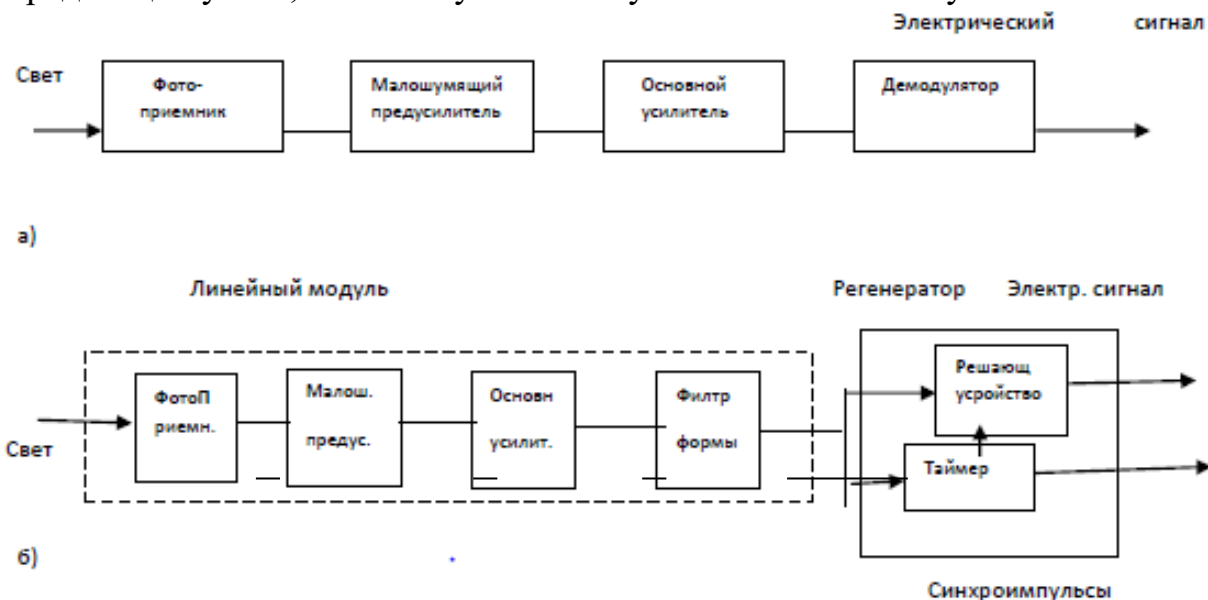 Электрический сигнал
Свет
Фото-
приемник
Малошумящий
предусилитель
Основной
усилитель
Демодулятор
а)
Линейный модуль
Регенератор Электр. сигнал
ФотоП
риемн.
Малош.
предус.
Основн
усилит.
Филтр
формы
Решающ
усройство
Таймер
Свет
б)
Синхроимпульсы